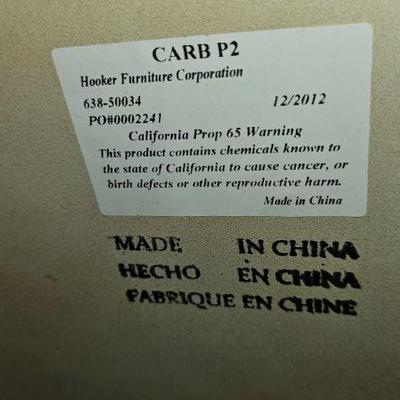 CARB P2
Hooker Furniture Corporation
638-50034 12/2012
PO#0002241
California Prop 65 Warning
This product contains chemicals known to
the state of California to cause cancer, or
birth defects or other reproductive harm.
Made in China
MADE IN CHINA
HECHO EN CHINA
FABRIQUE EN CHINE